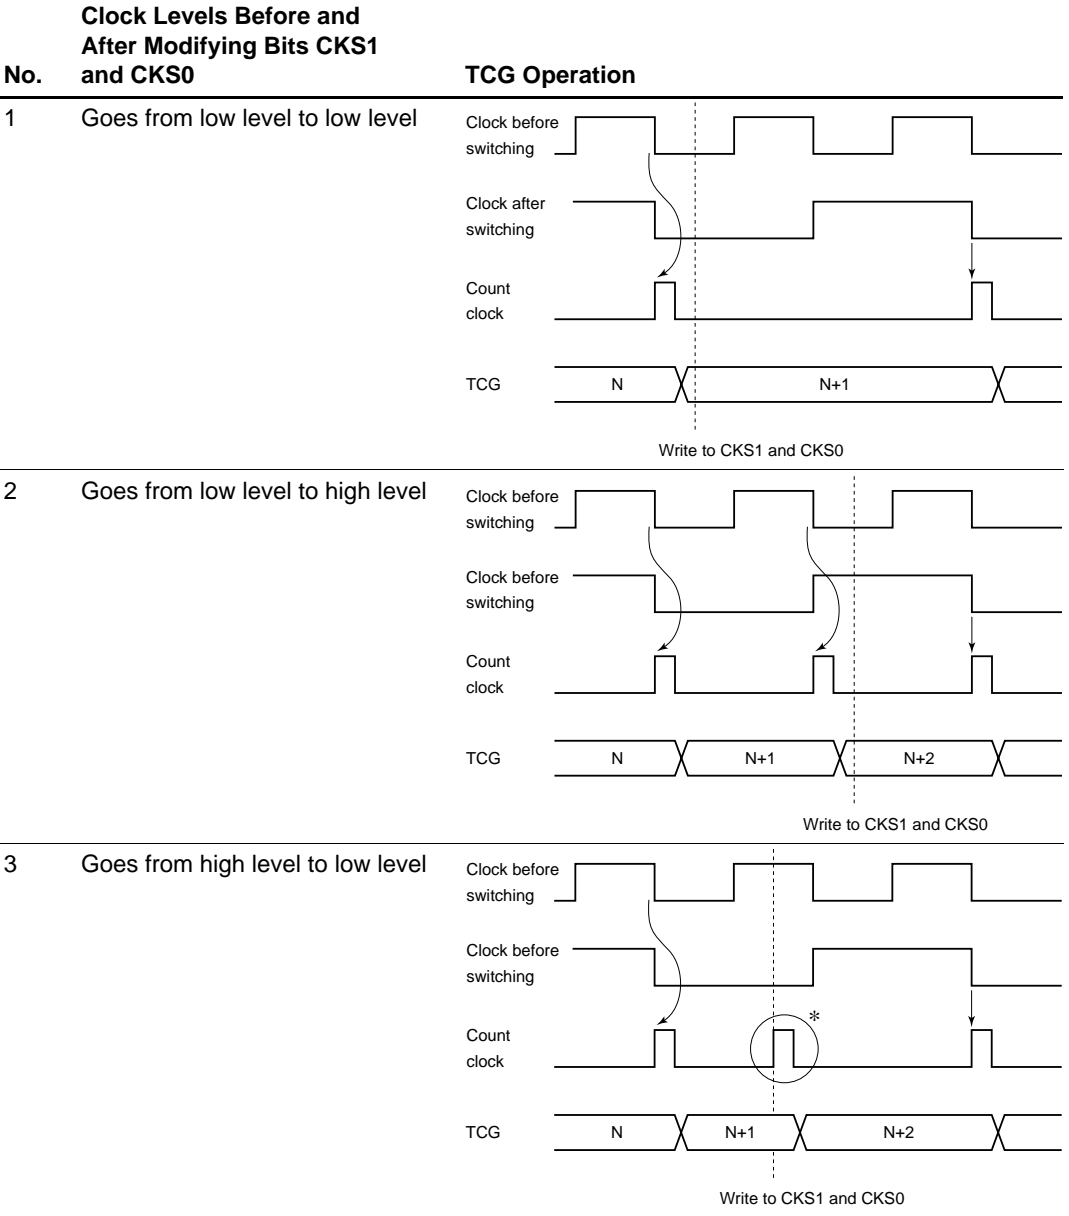 Clock Levels Before and
After Modifying Bits CKS1
No. and CKS0 TCG Operation
1 Goes from low level to low level
Clock before
switching
Clock after
switching
Count
clock
TCG N N+1
Write to CKS1 and CKS0
2 Goes from low level to high level
Clock before
switching
Clock before
switching
Count
clock
TCG N N+1 N+2
Write to CKS1 and CKS0
3 Goes from high level to low level
Clock before
switching
Clock before
switching
*
Count
clock
TCG N N+1 N+2
Write to CKS1 and CKS0